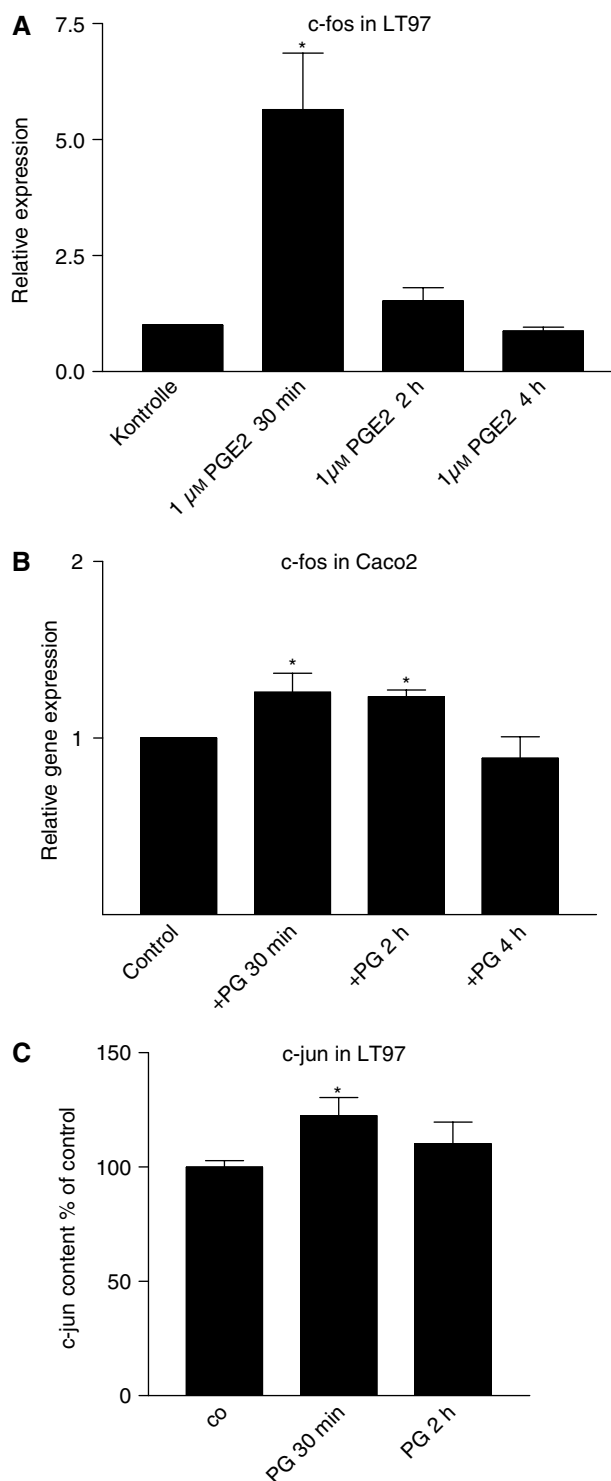 A
c-fos in LT97
Relative expression
7.5
5.0
2.5
0.0
*
Kontrolle
1 µM PGE2 30 min
1µM PGE2 2 h
1µM PGE2 4 h
B
c-fos in Caco2
Relative gene expression
2
1
*
*
Control
+PG 30 min
+PG 2 h
+PG 4 h
C
c-jun in LT97
c-jun content % of control
150
100
50
0
*
co
PG 30 min
PG 2 h